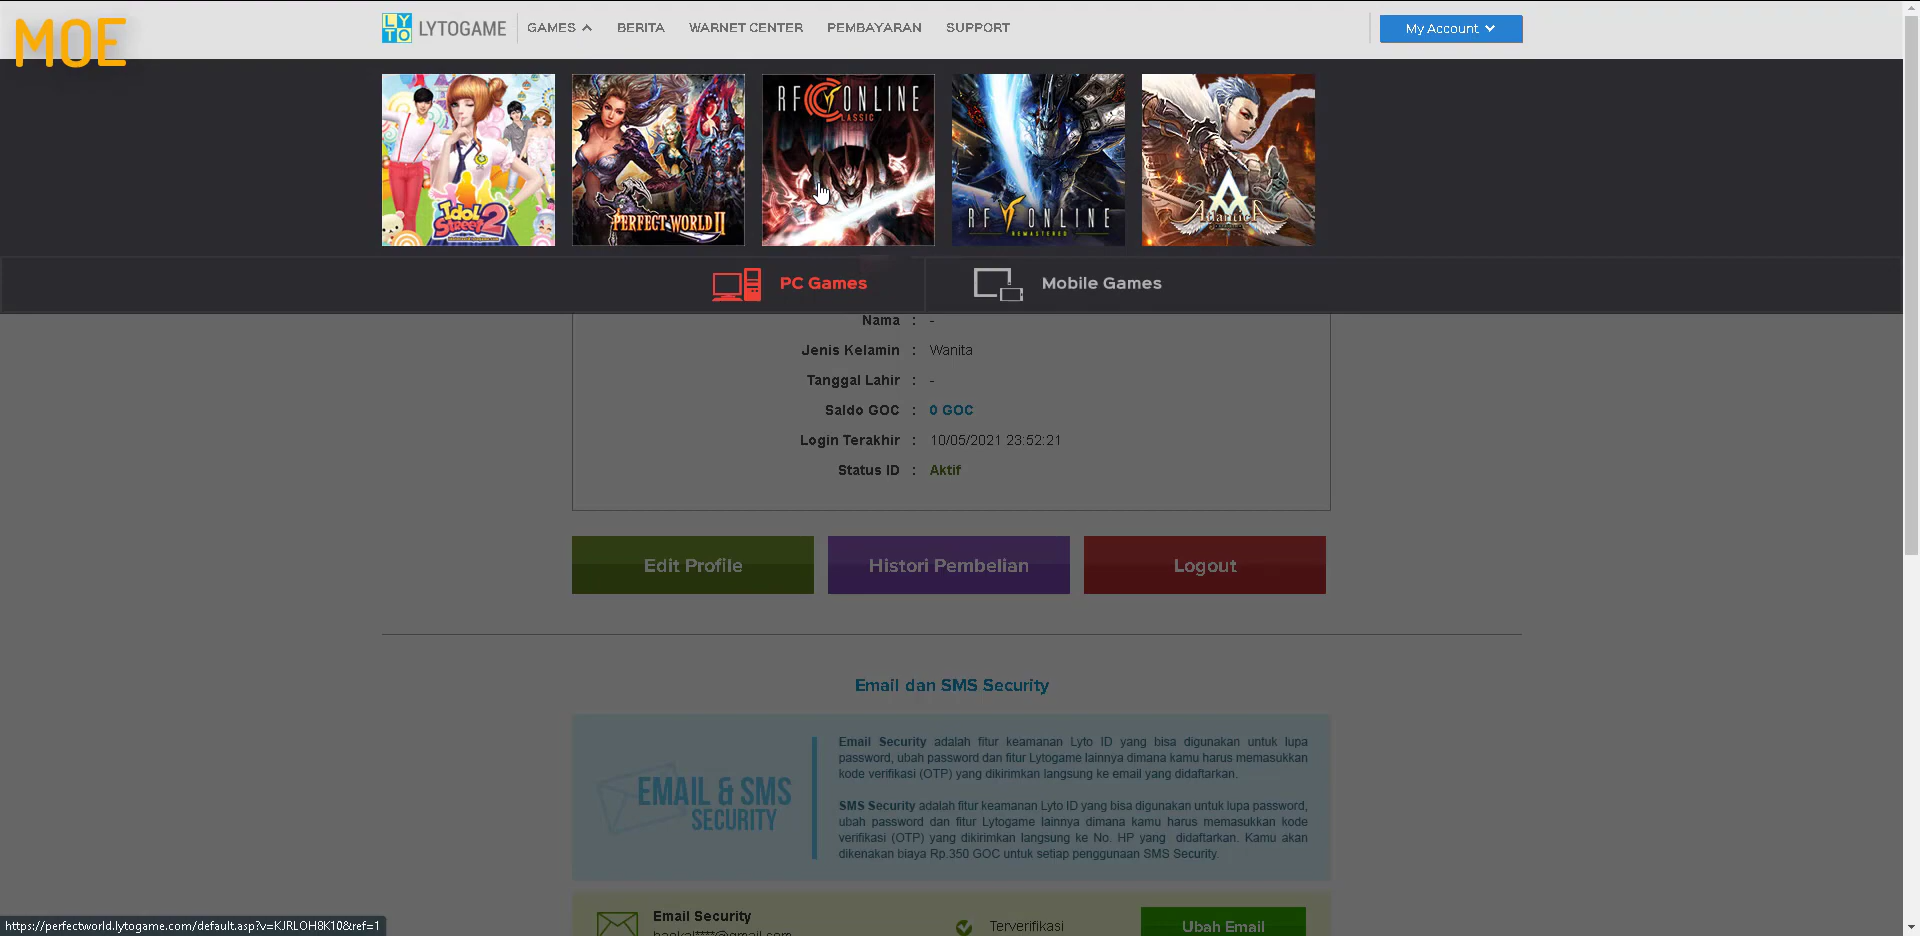 MOE
LYTO LYTOGAME GAMES BERITA WARNET CENTER PEMBAYARAN SUPPORT My Account
Idol Street 2
PERFECT WORLD II
RF ONLINE
CLASSIC
RF ONLINE
REMASTERED
Atlantica
PC Games Mobile Games
Nama : -
Jenis Kelamin : Wanita
Tanggal Lahir : -
Saldo GOC : 0 GOC
Login Terakhir : 10/05/2021 23:52:21
Status ID : Aktif
Edit Profile Histori Pembelian Logout
Email dan SMS Security
EMAIL & SMS
SECURITY
Email Security adalah fitur keamanan Lyto ID yang bisa digunakan untuk lupa
password, ubah password dan fitur Lytogame lainnya dimana kamu harus memasukkan
kode verifikasi (OTP) yang dikirimkan langsung ke email yang didaftarkan.
SMS Security adalah fitur keamanan Lyto ID yang bisa digunakan untuk lupa password,
ubah password dan fitur Lytogame lainnya dimana kamu harus memasukkan kode
verifikasi (OTP) yang dikirimkan langsung ke No. HP yang didaftarkan. Kamu akan
dikenakan biaya Rp.350 GOC untuk setiap penggunaan SMS Security.
Email Security
Terverifikasi Ubah Email
https://perfectworld.lytogame.com/default.asp?v=KJRLOH8K10&ref=1